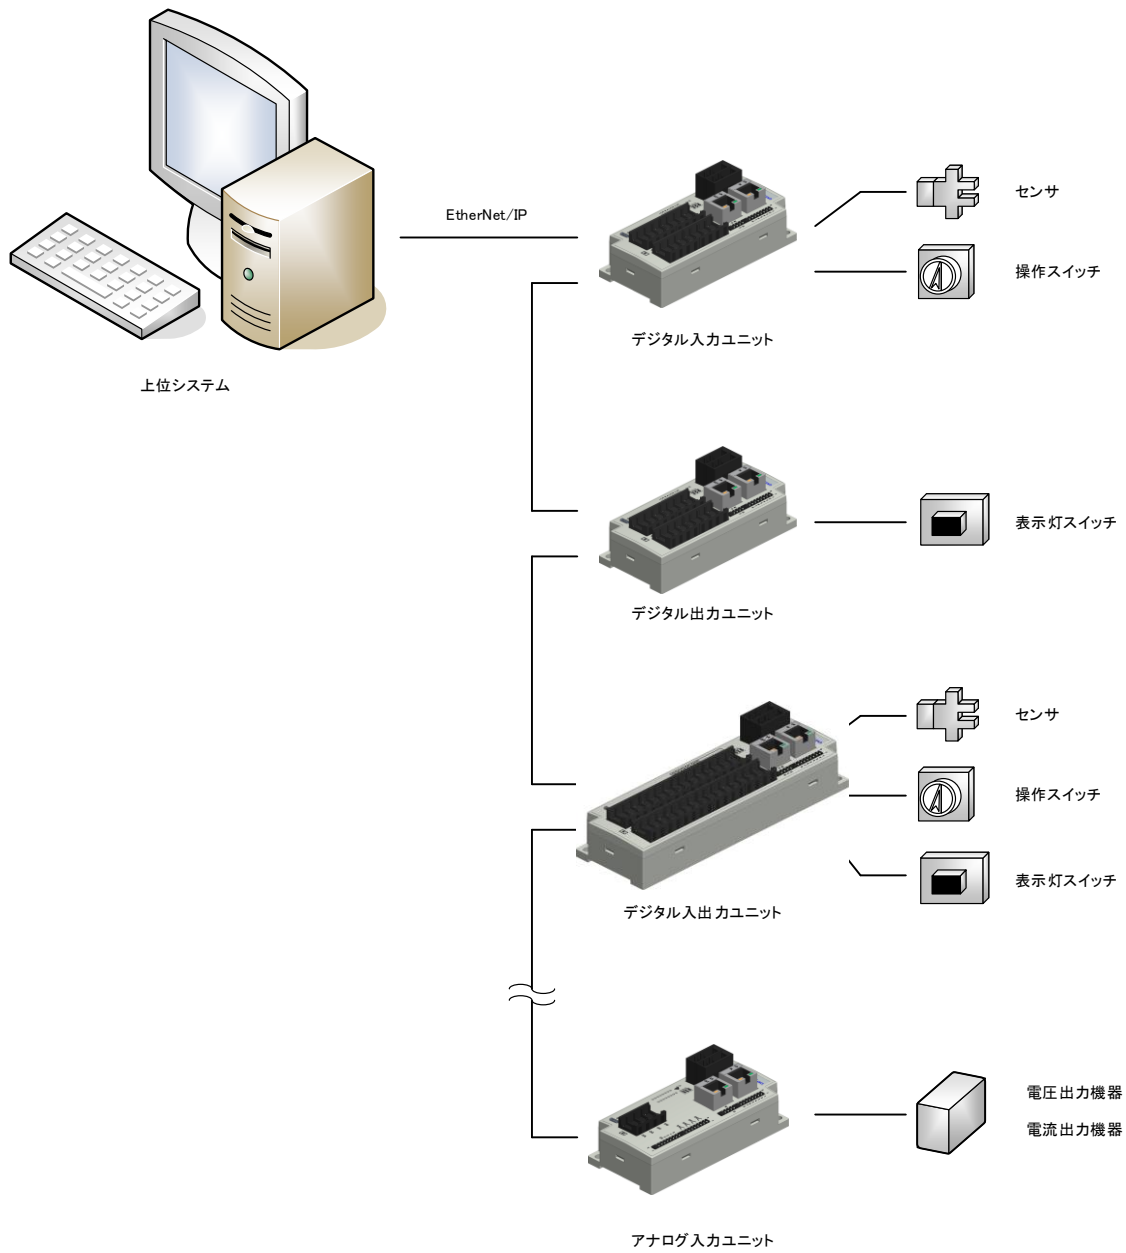 EtherNet/IP
センサ
操作スイッチ
デジタル入力ユニット
上位システム
表示灯スイッチ
デジタル出力ユニット
センサ
操作スイッチ
表示灯スイッチ
デジタル入出力ユニット
電圧出力機器
電流出力機器
アナログ入力ユニット